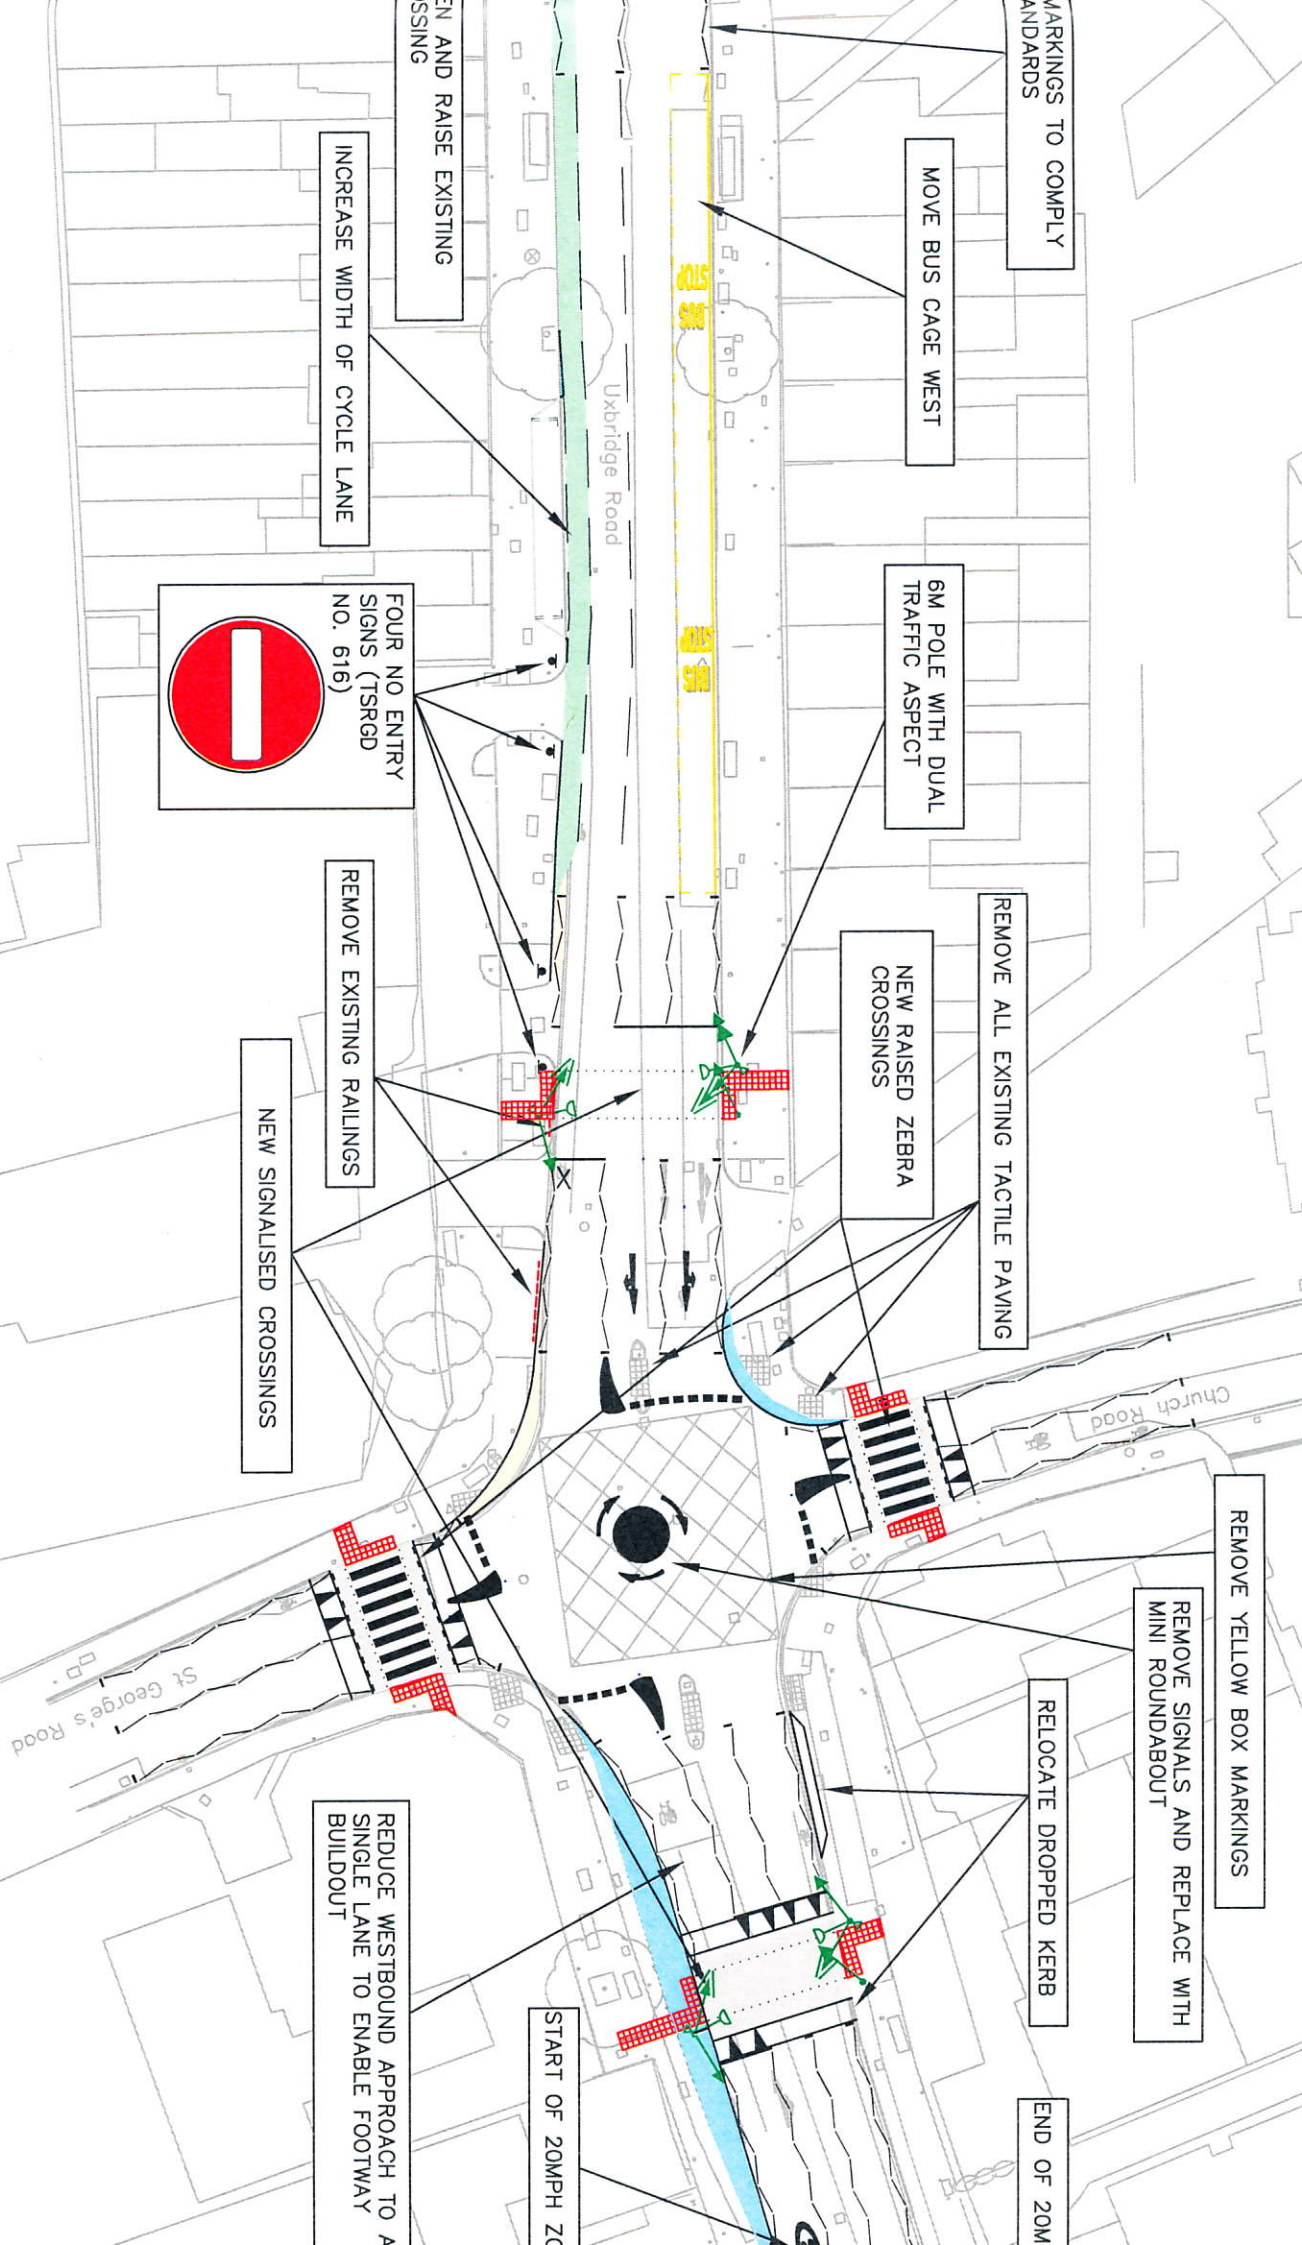 MARKINGS TO COMPLY
ANDARDS
MOVE BUS CAGE WEST
6M POLE WITH DUAL
TRAFFIC ASPECT
REMOVE ALL EXISTING TACTILE PAVING
NEW RAISED ZEBRA
CROSSINGS
REMOVE YELLOW BOX MARKINGS
REMOVE SIGNALS AND REPLACE WITH
MINI ROUNDABOUT
RELOCATE DROPPED KERB
END OF 20M
Church Road
BUS STOP
BUS STOP
Uxbridge Road
EN AND RAISE EXISTING
OSSING
INCREASE WIDTH OF CYCLE LANE
FOUR NO ENTRY
SIGNS (TSRGD
NO. 616)
REMOVE EXISTING RAILINGS
NEW SIGNALISED CROSSINGS
St George's Road
REDUCE WESTBOUND APPROACH TO A
SINGLE LANE TO ENABLE FOOTWAY
BUILDOUT
START OF 20MPH ZO